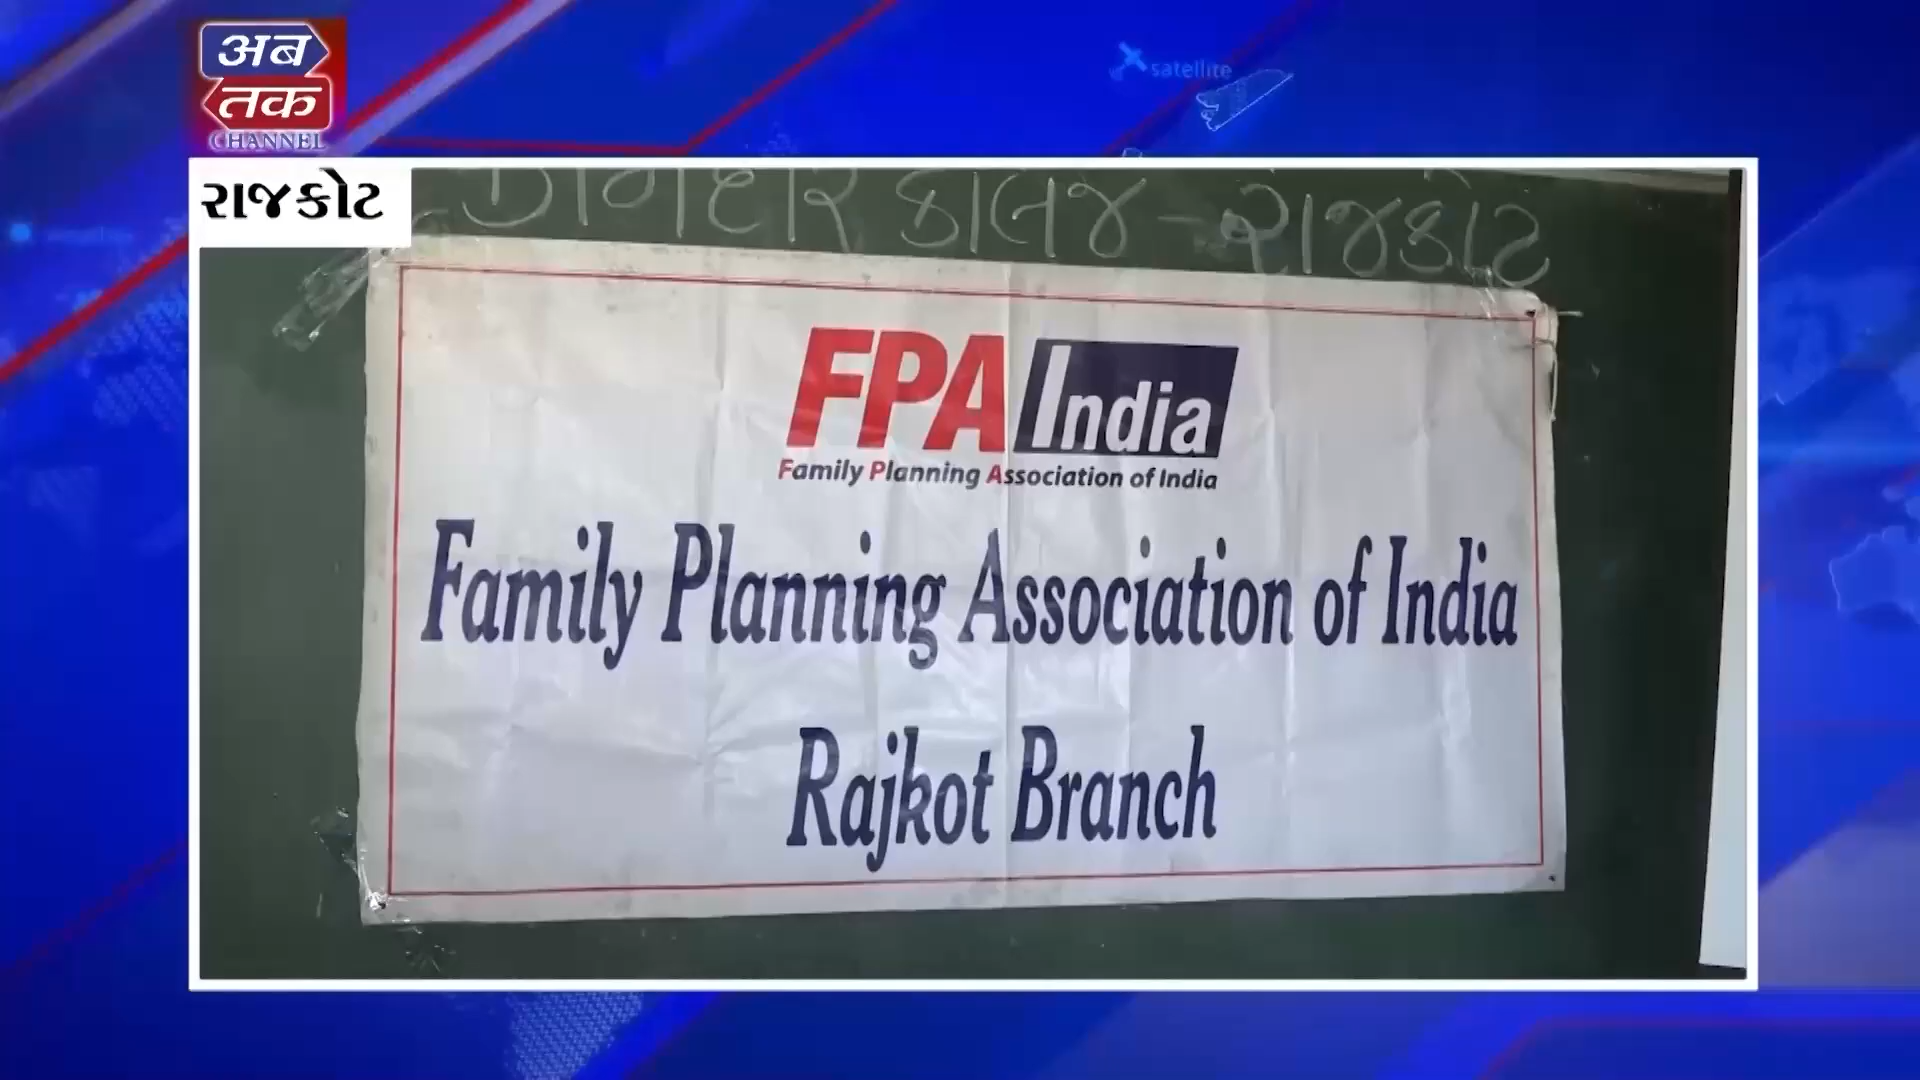 अब
तक
CHANNEL
satellite
રાજકોટ
કાલેજ - રાજકોટ
FPA India
Family Planning Association of India
Family Planning Association of India
Rajkot Branch